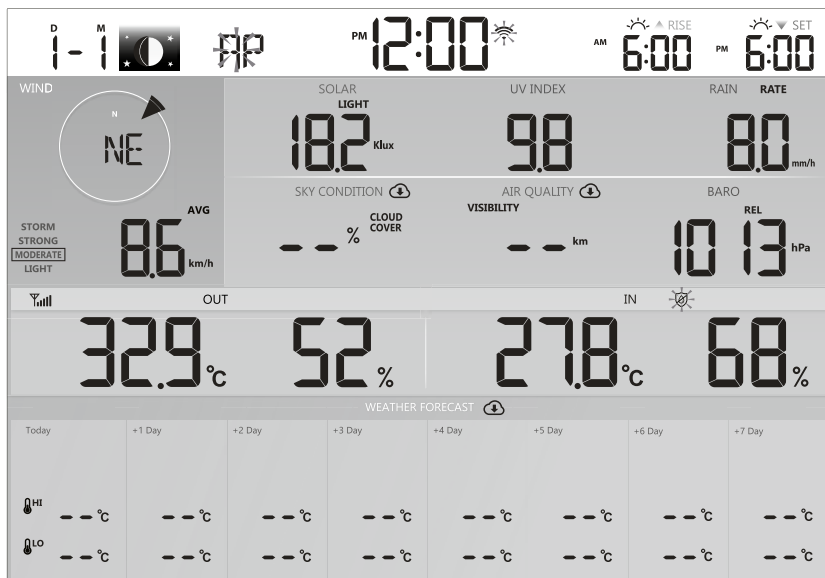 D M
1-1 AP PM 12:00 AM 6:00 RISE PM 6:00 SET
WIND
N
NE
STORM
STRONG
MODERATE
LIGHT
AVG
8.6 km/h
SOLAR
LIGHT
18.2 Klux
UV INDEX
9.8
RAIN RATE
8.0 mm/h
SKY CONDITION
-- % CLOUD COVER
AIR QUALITY
VISIBILITY
-- km
BARO
REL
1013 hPa
OUT
32.9 °C 52 %
IN
27.8 °C 68 %
WEATHER FORECAST
Today +1 Day +2 Day +3 Day +4 Day +5 Day +6 Day +7 Day
HI -- °C -- °C -- °C -- °C -- °C -- °C -- °C -- °C
LO -- °C -- °C -- °C -- °C -- °C -- °C -- °C -- °C